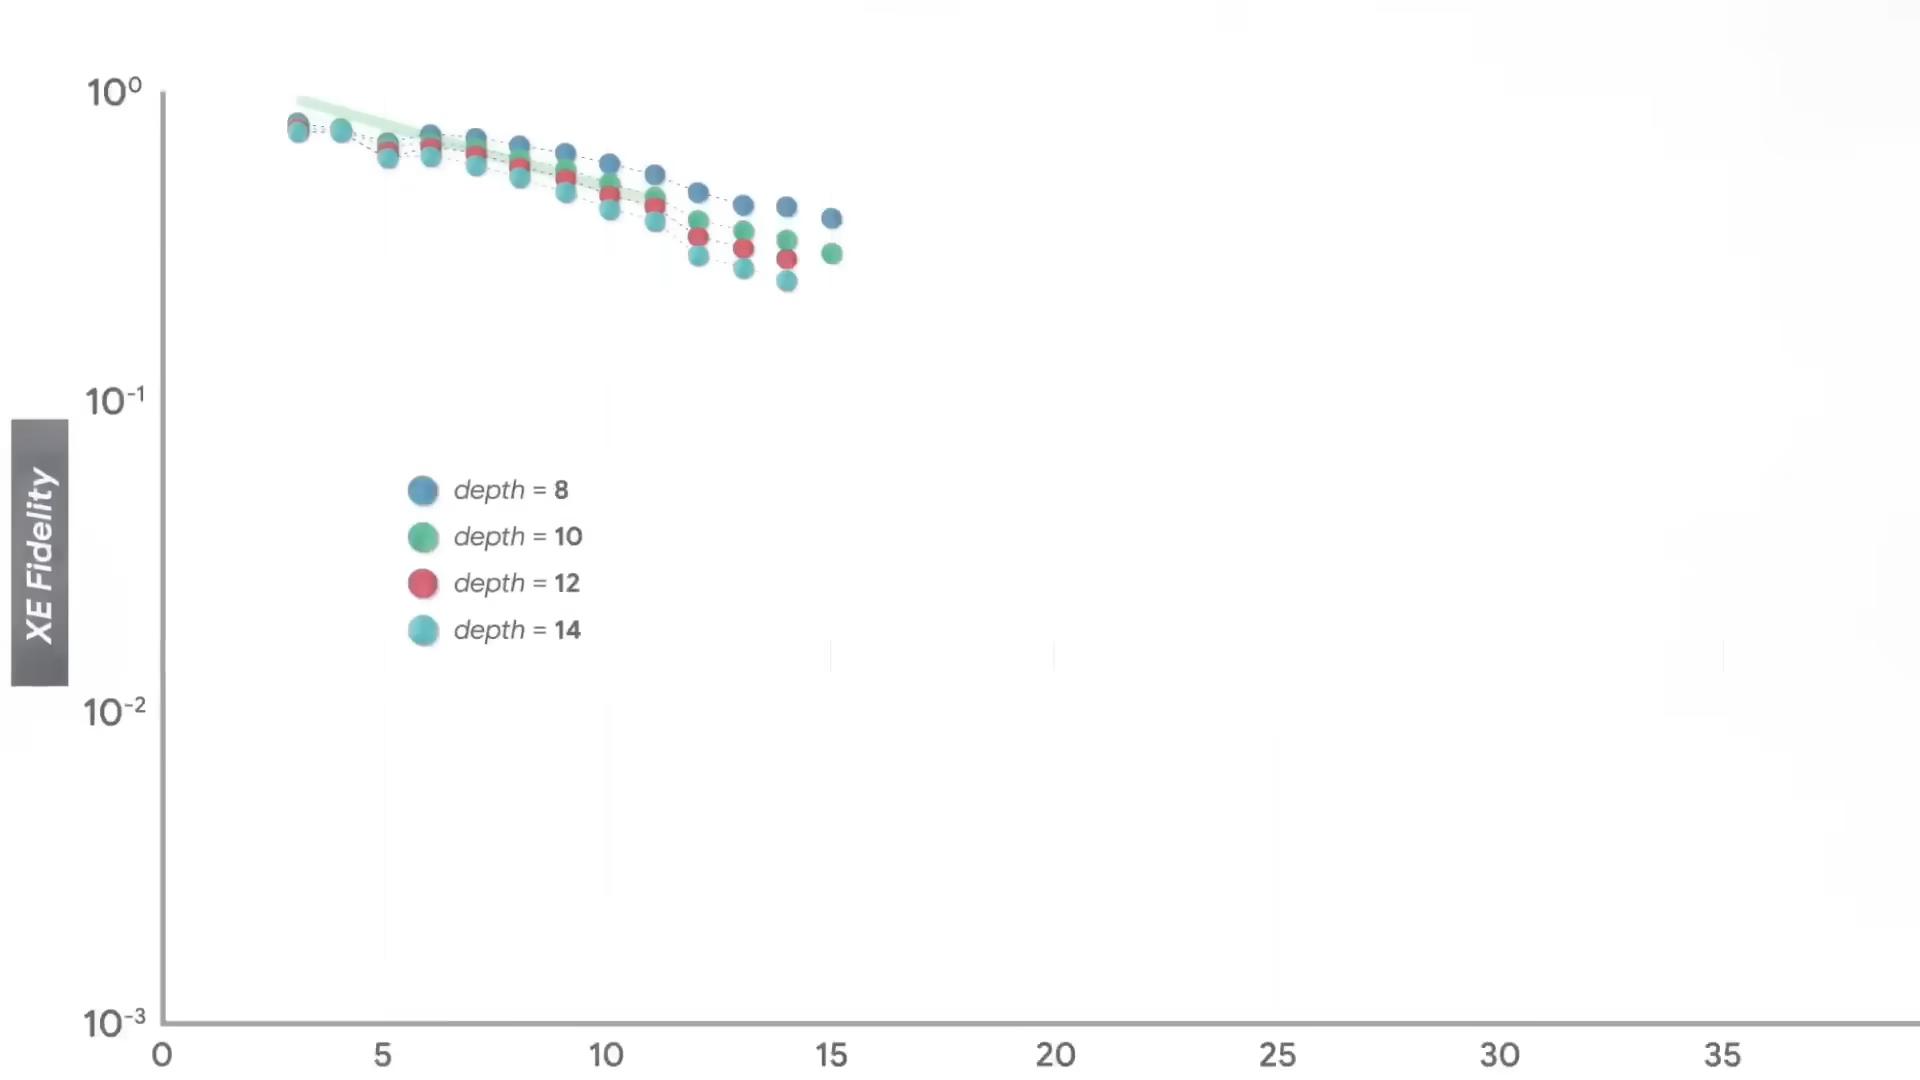 10⁰
10⁻¹
XE Fidelity
depth = 8
depth = 10
depth = 12
depth = 14
10⁻²
10⁻³
0 5 10 15 20 25 30 35